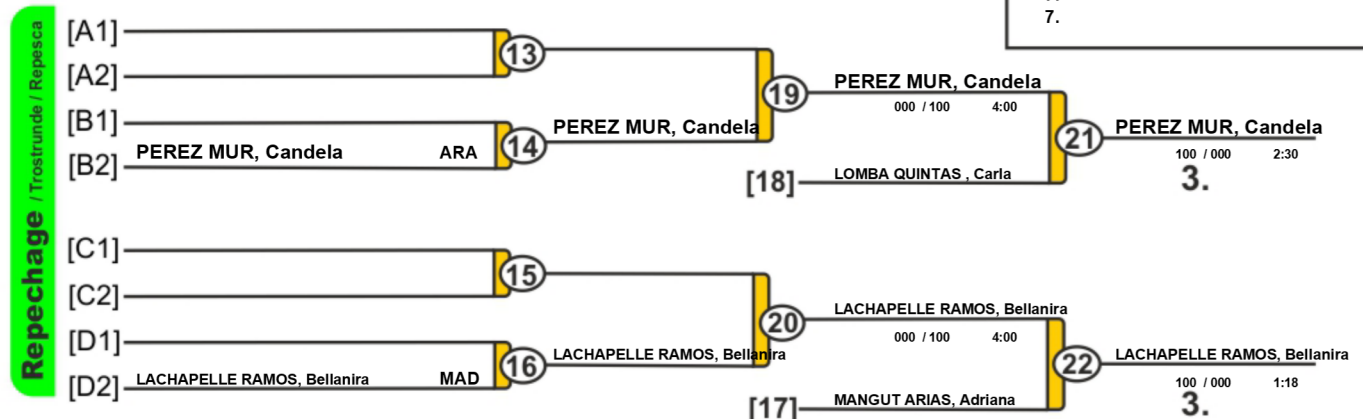 7.
Repechage / Trostrunde / Repesca
[A1]
13
[A2]
19
PEREZ MUR, Candela
000 / 100 4:00
[B1]
14
PEREZ MUR, Candela
[B2]
PEREZ MUR, Candela ARA
21
PEREZ MUR, Candela
100 / 000 2:30
3.
[18]
LOMBA QUINTAS , Carla
[C1]
15
[C2]
20
LACHAPELLE RAMOS, Bellanira
000 / 100 4:00
[D1]
16
LACHAPELLE RAMOS, Bellanira
[D2]
LACHAPELLE RAMOS, Bellanira MAD
22
LACHAPELLE RAMOS, Bellanira
100 / 000 1:18
3.
[17]
MANGUT ARIAS, Adriana